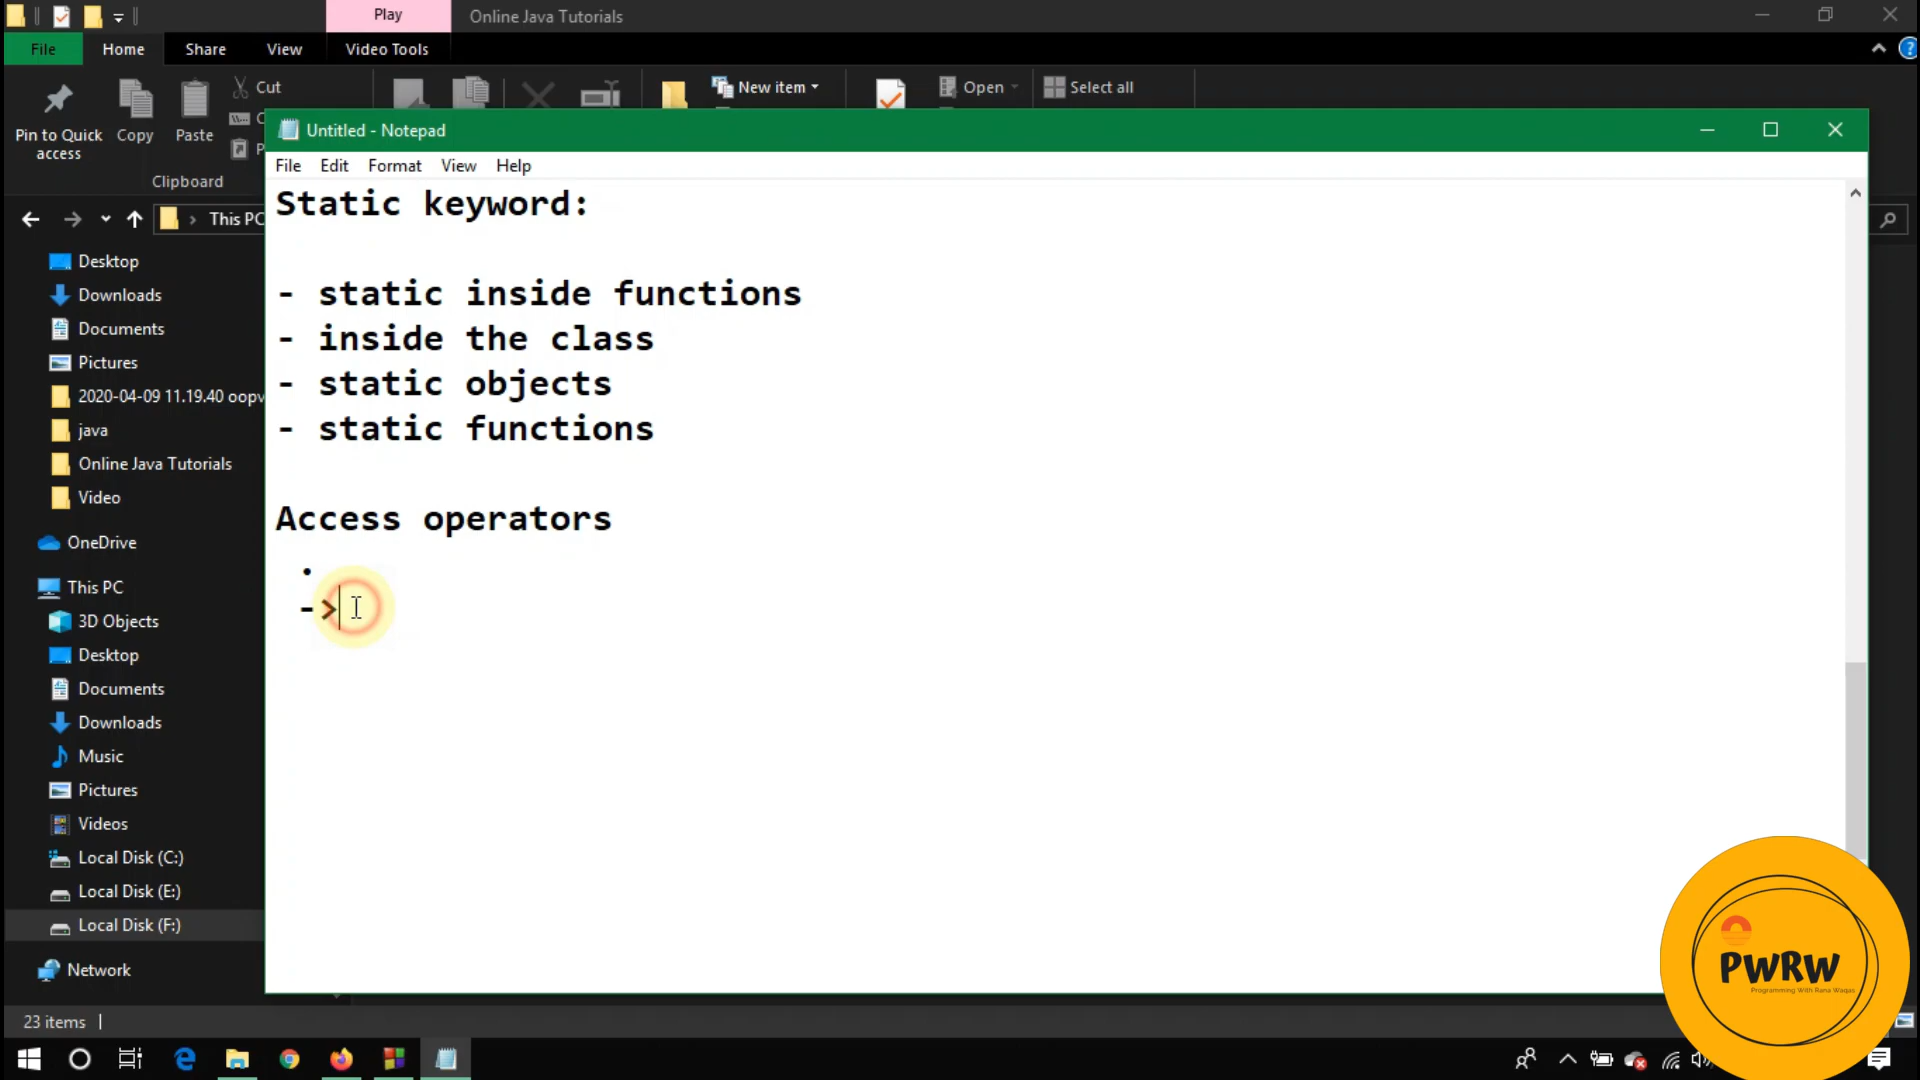 Play
Online Java Tutorials
File
Home
Share
View
Video Tools
Pin to Quick access
Copy
Paste
Cut
Clipboard
New item
Open
Select all
This PC
Untitled - Notepad
File Edit Format View Help
Static keyword:
- static inside functions
- inside the class
- static objects
- static functions
Access operators
.
->
Desktop
Downloads
Documents
Pictures
2020-04-09 11.19.40 oopv
java
Online Java Tutorials
Video
OneDrive
This PC
3D Objects
Desktop
Documents
Downloads
Music
Pictures
Videos
Local Disk (C:)
Local Disk (E:)
Local Disk (F:)
Network
23 items
PWRW
Programming With Rana Waqas